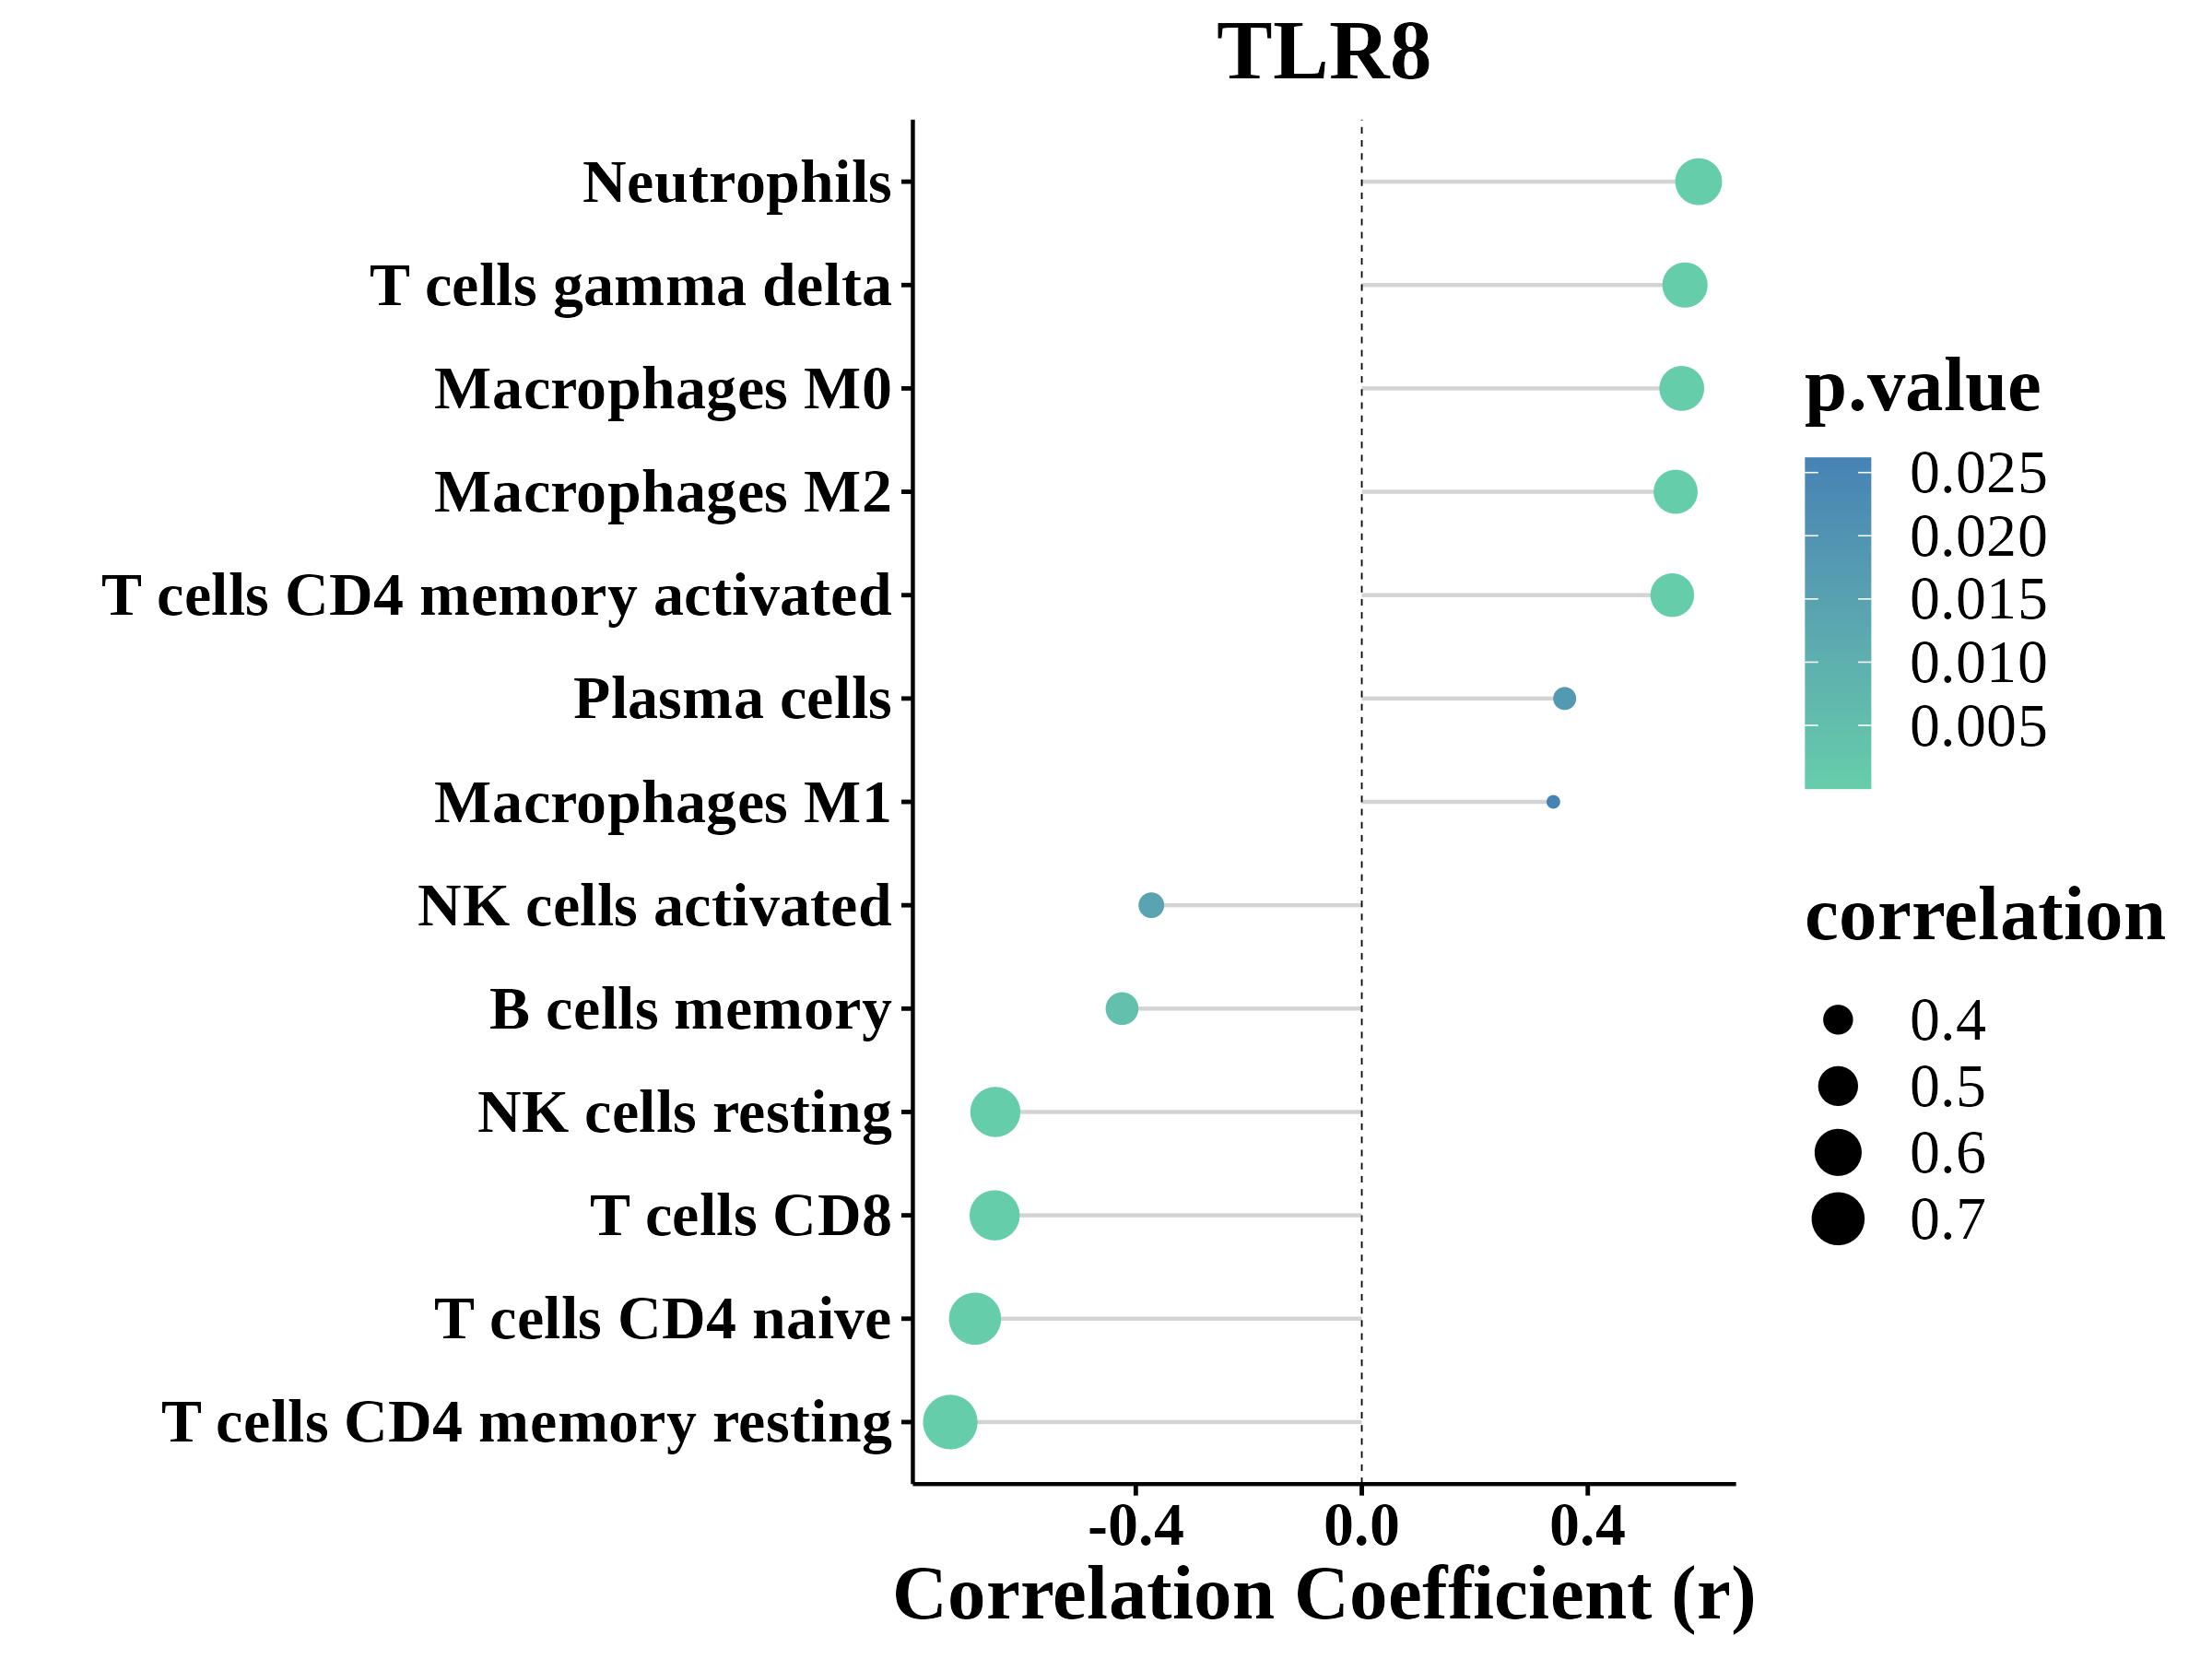 TLR8
Neutrophils
T cells gamma delta
Macrophages M0
Macrophages M2
T cells CD4 memory activated
Plasma cells
Macrophages M1
NK cells activated
B cells memory
NK cells resting
T cells CD8
T cells CD4 naive
T cells CD4 memory resting
-0.4 0.0 0.4
Correlation Coefficient (r)
p.value
0.025
0.020
0.015
0.010
0.005
correlation
0.4
0.5
0.6
0.7